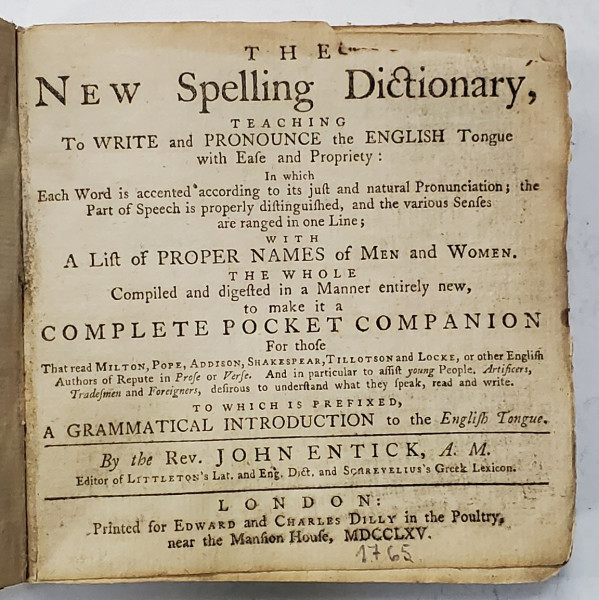 THE
NEW Spelling Dictionary,
TEACHING
To WRITE and PRONOUNCE the ENGLISH Tongue
with Eaſe and Propriety:
In which
Each Word is accented according to its juſt and natural Pronunciation; the
Part of Speech is properly diſtinguiſhed, and the various Senſes
are ranged in one Line;
WITH
A Liſt of PROPER NAMES of MEN and WOMEN.
THE WHOLE
Compiled and digeſted in a Manner entirely new,
to make it a
COMPLETE POCKET COMPANION
For thoſe
That read MILTON, POPE, ADDISON, SHAKESPEAR, TILLOTSON and LOCKE, or other Engliſh
Authors of Repute in Proſe or Verſe. And in particular to aſſiſt young People, Artificers,
Tradeſmen and Foreigners, deſirous to underſtand what they ſpeak, read and write.
TO WHICH IS PREFIXED,
A GRAMMATICAL INTRODUCTION to the Engliſh Tongue.
By the Rev. JOHN ENTICK, A. M.
Editor of LITTLETON's Lat. and Eng. Dict. and SCHREVELIUS's Greek Lexicon.
LONDON:
Printed for EDWARD and CHARLES DILLY in the Poultry,
near the Manſion Houſe, MDCCLXV.
1765